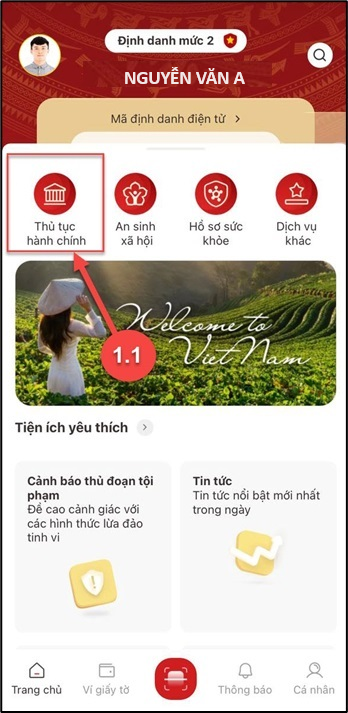 Định danh mức 2
NGUYỄN VĂN A
Mã định danh điện tử
Thủ tục
hành chính
An sinh
xã hội
Hồ sơ sức
khỏe
Dịch vụ
khác
1.1
Welcome to
VietNam
Tiện ích yêu thích
Cảnh báo thủ đoạn tội
phạm
Đề cao cảnh giác với
các hình thức lừa đảo
tinh vi
Tin tức
Tin tức nổi bật mới nhất
trong ngày
Trang chủ
Ví giấy tờ
Thông báo
Cá nhân